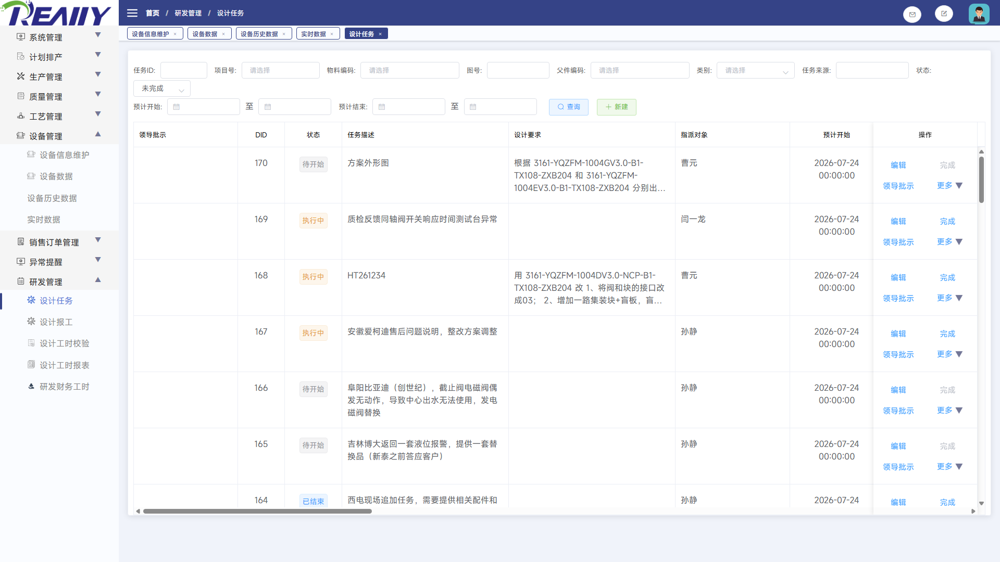 REAllY
首页 / 研发管理 / 设计任务
设备信息维护 × 设备数据 × 设备历史数据 × 实时数据 × 设计任务 ×
系统管理
计划排产
生产管理
质量管理
工艺管理
设备管理
设备信息维护
设备数据
设备历史数据
实时数据
销售订单管理
异常提醒
研发管理
设计任务
设计报工
设计工时校验
设计工时报表
研发财务工时
任务ID: 项目号: 请选择 物料编码: 请选择 图号: 父件编码: 请选择 类别: 请选择 任务来源: 状态:
未完成
预计开始: 至 预计结束: 至 查询 新建
领导批示 DID 状态 任务描述 设计要求 指派对象 预计开始 操作
170 待开始 方案外形图 根据 3161-YQZFM-1004GV3.0-B1- 曹元 2026-07-24 编辑 完成
TX108-ZXB204 和 3161-YQZFM- 00:00:00
1004EV3.0-B1-TX108-ZXB204 分别出... 领导批示 更多
169 执行中 质检反馈同轴阀开关响应时间测试台异常 闫一龙 2026-07-24 编辑 完成
00:00:00
领导批示 更多
168 执行中 HT261234 用 3161-YQZFM-1004DV3.0-NCP-B1- 曹元 2026-07-24 编辑 完成
TX108-ZXB204 改 1、将阀和块的接口改 00:00:00
成03； 2、增加一路集装块+盲板，盲... 领导批示 更多
167 执行中 安徽爱柯迪售后问题说明，整改方案调整 孙静 2026-07-24 编辑 完成
00:00:00
领导批示 更多
166 待开始 阜阳比亚迪（创世纪），截止阀电磁阀偶 孙静 2026-07-24 编辑 完成
发无动作，导致中心出水无法使用，发电 00:00:00
磁阀替换 领导批示 更多
165 待开始 吉林博大返回一套液位报警，提供一套替 孙静 2026-07-24 编辑 完成
换品（新泰之前答应客户） 00:00:00
领导批示 更多
164 已结束 西电现场追加任务，需要提供相关配件和 孙静 2026-07-24 编辑 完成